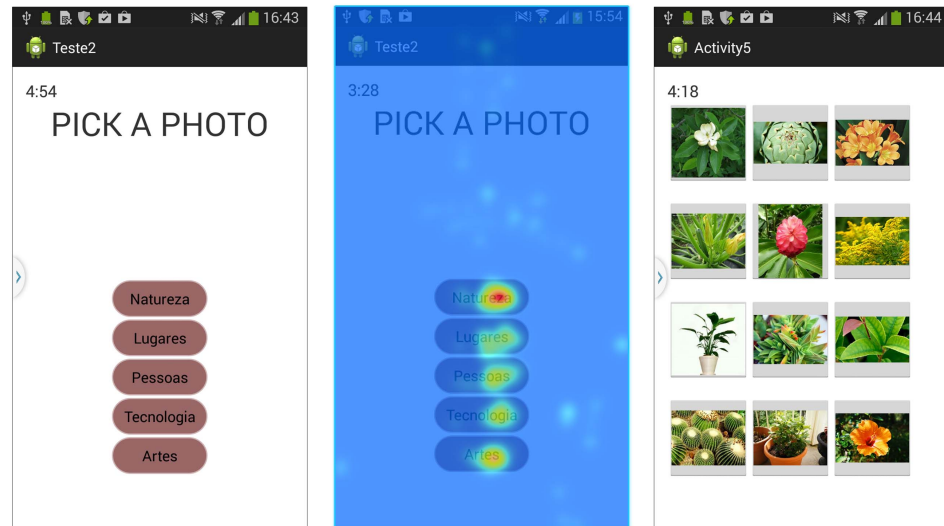 16:43
Teste2
4:54
PICK A PHOTO
Natureza
Lugares
Pessoas
Tecnologia
Artes
15:54
Teste2
3:28
PICK A PHOTO
Natureza
Lugares
Pessoas
Tecnologia
Artes
16:44
Activity5
4:18